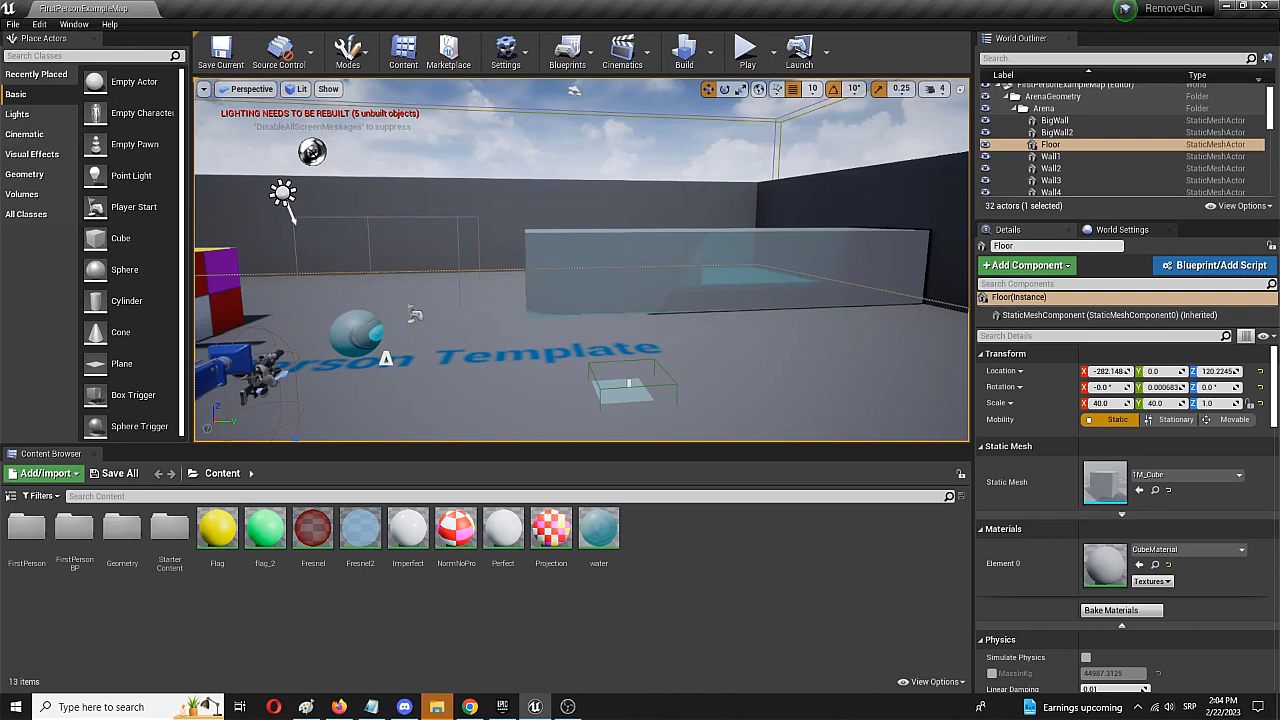 FirstPersonExampleMap
RemoveGun
File Edit Window Help
Place Actors
Search Classes
Recently Placed
Basic
Lights
Cinematic
Visual Effects
Geometry
Volumes
All Classes
Empty Actor
Empty Character
Empty Pawn
Point Light
Player Start
Cube
Sphere
Cylinder
Cone
Plane
Box Trigger
Sphere Trigger
Save Current
Source Control
Modes
Content
Marketplace
Settings
Blueprints
Cinematics
Build
Play
Launch
Perspective
Lit
Show
10
10°
0.25
4
LIGHTING NEEDS TO BE REBUILT (5 unbuilt objects)
'DisableAllScreenMessages' to suppress
Template
World Outliner
Search...
Label Type
FirstPersonExampleMap (Editor) World
ArenaGeometry Folder
Arena Folder
BigWall StaticMeshActor
BigWall2 StaticMeshActor
Floor StaticMeshActor
Wall1 StaticMeshActor
Wall2 StaticMeshActor
Wall3 StaticMeshActor
Wall4 StaticMeshActor
32 actors (1 selected)
View Options
Details
World Settings
Floor
+Add Component
Blueprint/Add Script
Search Components
Floor(Instance)
StaticMeshComponent (StaticMeshComponent0) (Inherited)
Search Details
Transform
Location X -282.148 Y 0.0 Z 120.2245
Rotation X -0.0 ° Y 0.000683 Z 0.0 °
Scale X 40.0 Y 40.0 Z 1.0
Mobility Static Stationary Movable
Static Mesh
Static Mesh 1M_Cube
Materials
Element 0 CubeMaterial
Textures
Bake Materials
Physics
Simulate Physics
MassInKg 44987.3125
Linear Damping 0.01
Content Browser
Add/Import
Save All
Content
Filters
Search Content
FirstPerson
FirstPerson
BP
Geometry
Starter
Content
Flag
flag_2
Fresnel
Fresnel2
Imperfect
NormNoPro
Perfect
Projection
water
13 items
View Options
Type here to search
Earnings upcoming
SRP
2:04 PM
2/22/2023